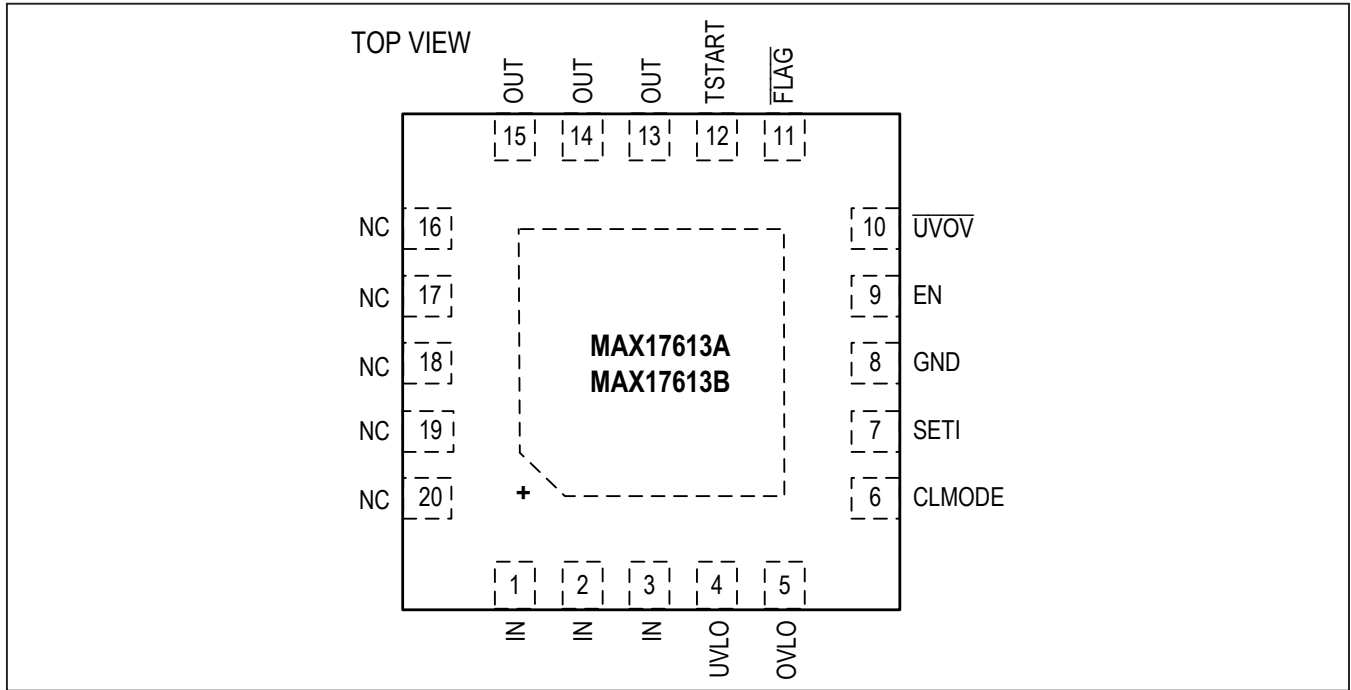 TOP VIEW
OUT
OUT
OUT
TSTART
FLAG
15
14
13
12
11
NC 16
10 UVOV
NC 17
9 EN
MAX17613A
MAX17613B
NC 18
8 GND
NC 19
7 SETI
NC 20
+
6 CLMODE
1
2
3
4
5
IN
IN
IN
UVLO
OVLO